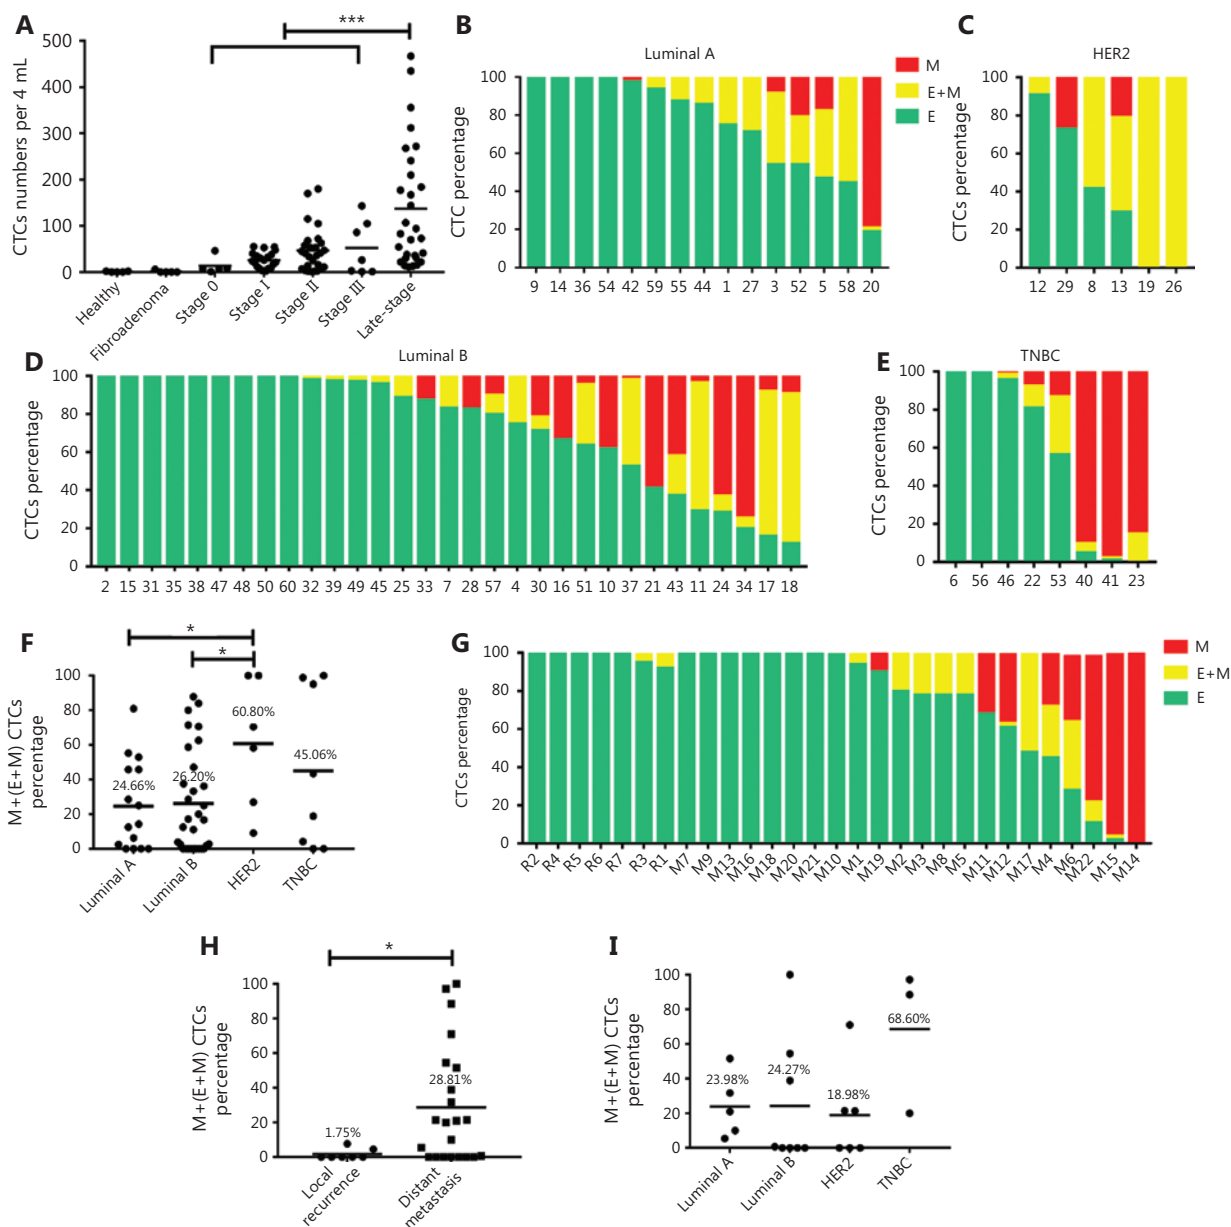 A
***
CTCs numbers per 4 mL
500
400
300
200
100
0
Healthy
Fibroadenoma
Stage 0
Stage I
Stage II
Stage III
Late-stage
B
Luminal A
CTC percentage
100
80
60
40
20
0
9 14 36 54 42 59 55 44 1 27 3 52 5 58 20
M
E+M
E
C
HER2
CTCs percentage
100
80
60
40
20
0
12 29 8 13 19 26
D
Luminal B
CTCs percentage
100
80
60
40
20
0
2 15 31 35 38 47 48 50 60 32 39 49 45 25 33 7 28 57 4 30 16 51 10 37 21 43 11 24 34 17 18
E
TNBC
CTCs percentage
100
80
60
40
20
0
6 56 46 22 53 40 41 23
F
*
*
M+(E+M) CTCs
percentage
100
80
60
40
20
0
24.66%
26.20%
60.80%
45.06%
Luminal A
Luminal B
HER2
TNBC
G
CTCs percentage
100
80
60
40
20
0
R2 R4 R5 R6 R7 R3 R1 M7 M9 M13 M16 M18 M20 M21 M10 M1 M19 M2 M3 M8 M5 M11 M12 M17 M4 M6 M22 M15 M14
M
E+M
E
H
*
M+(E+M) CTCs
percentage
100
80
60
40
20
0
1.75%
28.81%
Local
recurrence
Distant
metastasis
I
M+(E+M) CTCs
percentage
100
80
60
40
20
0
23.98%
24.27%
18.98%
68.60%
Luminal A
Luminal B
HER2
TNBC